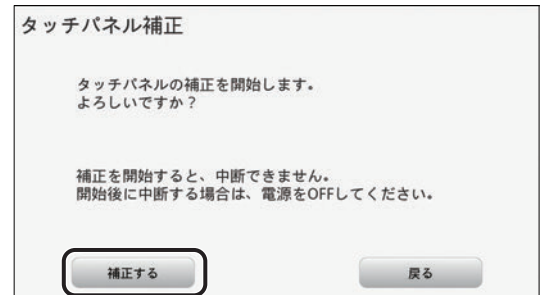 タッチパネル補正
タッチパネルの補正を開始します。
よろしいですか？
補正を開始すると、中断できません。
開始後に中断する場合は、電源をOFFしてください。
補正する
戻る